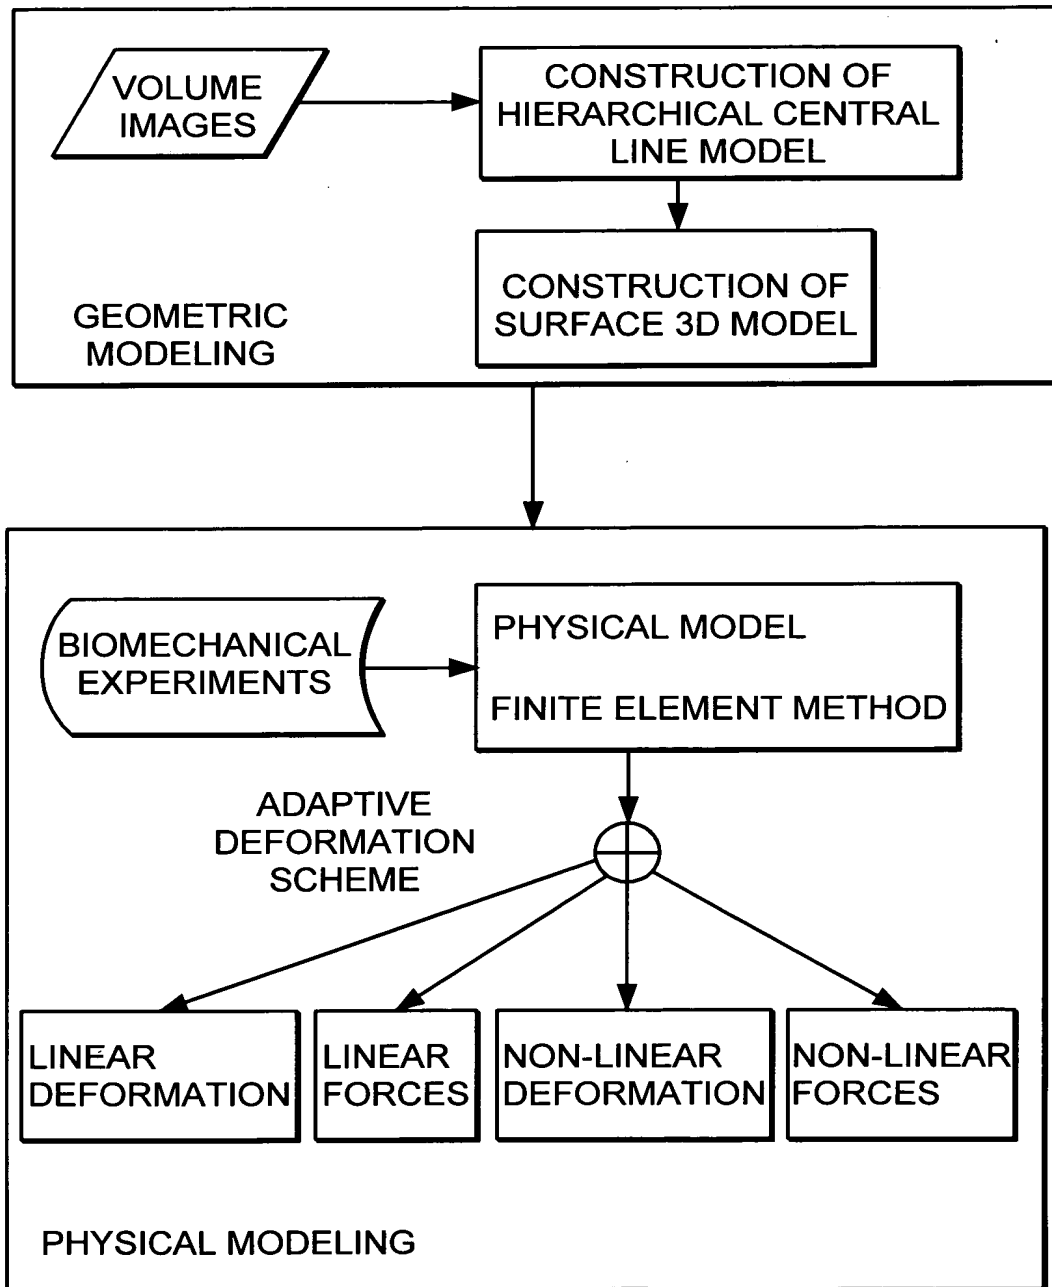 VOLUME
IMAGES
CONSTRUCTION OF
HIERARCHICAL CENTRAL
LINE MODEL
CONSTRUCTION OF
SURFACE 3D MODEL
GEOMETRIC
MODELING
BIOMECHANICAL
EXPERIMENTS
PHYSICAL MODEL
FINITE ELEMENT METHOD
ADAPTIVE
DEFORMATION
SCHEME
LINEAR
DEFORMATION
LINEAR
FORCES
NON-LINEAR
DEFORMATION
NON-LINEAR
FORCES
PHYSICAL MODELING